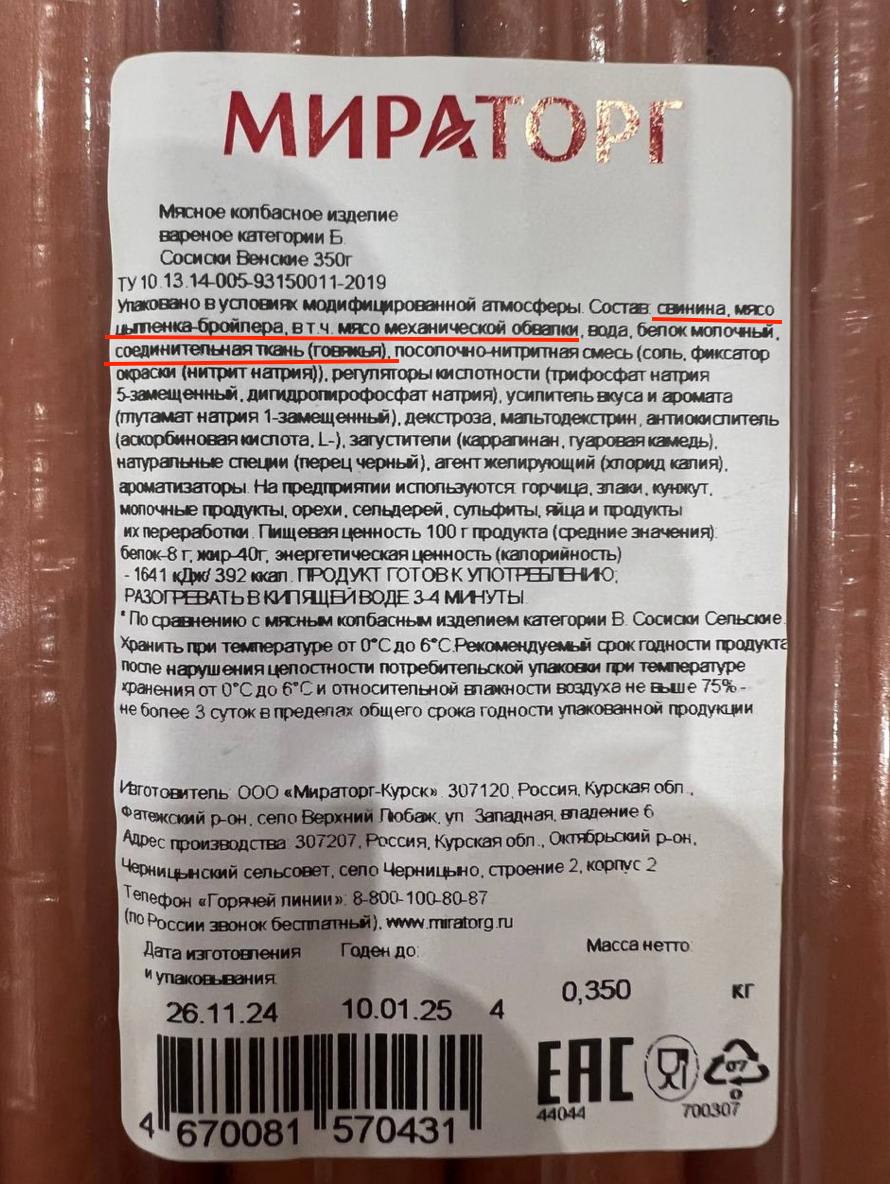 МИРАТОРГ
Мясное колбасное изделие
вареное категории Б.
Сосиски Венские 350г
ТУ 10.13.14-005-93150011-2019
Упаковано в условиях модифицированной атмосферы. Состав: свинина, мясо
цыпленка-бройлера, в т.ч. мясо механической обвалки, вода, белок молочный,
соединительная ткань (говяжья), посолочно-нитритная смесь (соль, фиксатор
окраски (нитрит натрия)), регуляторы кислотности (трифосфат натрия
5-замещенный, дигидропирофосфат натрия), усилитель вкуса и аромата
(глутамат натрия 1-замещенный), декстроза, мальтодекстрин, антиокислитель
(аскорбиновая кислота, L-), загустители (каррагинан, гуаровая камедь),
натуральные специи (перец черный), агент желирующий (хлорид калия),
ароматизаторы. На предприятии используются: горчица, злаки, кунжут,
молочные продукты, орехи, сельдерей, сульфиты, яйца и продукты
их переработки. Пищевая ценность 100 г продукта (средние значения):
белок-8 г; жир-40г, энергетическая ценность (калорийность)
- 1641 кДж/ 392 ккал. ПРОДУКТ ГОТОВ К УПОТРЕБЛЕНИЮ;
РАЗОГРЕВАТЬ В КИПЯЩЕЙ ВОДЕ 3-4 МИНУТЫ.
* По сравнению с мясным колбасным изделием категории В. Сосиски Сельские.
Хранить при температуре от 0°С до 6°С.Рекомендуемый срок годности продукта
после нарушения целостности потребительской упаковки при температуре
хранения от 0°С до 6°С и относительной влажности воздуха не выше 75% -
не более 3 суток в пределах общего срока годности упакованной продукции
Изготовитель: ООО «Мираторг-Курск». 307120, Россия, Курская обл.,
Фатежский р-он, село Верхний Любаж, ул. Западная, владение 6
Адрес производства: 307207, Россия, Курская обл., Октябрьский р-он,
Черницынский сельсовет, село Черницыно, строение 2, корпус 2
Телефон «Горячей линии»: 8-800-100-80-87
(по России звонок бесплатный), www.miratorg.ru
Дата изготовления Годен до: Масса нетто
и упаковывания:
26.11.24 10.01.25 4 0,350 кг
EAC
07
44044 700307
4 670081 570431